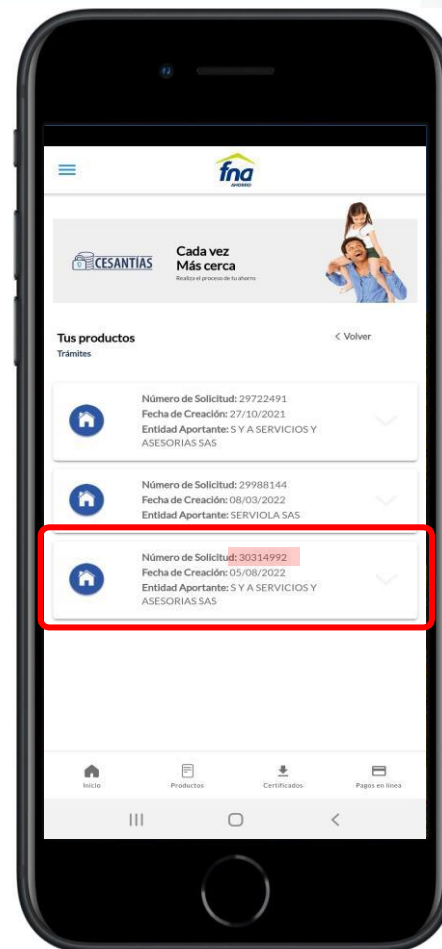 fna
AHORRO
CESANTÍAS
Cada vez
Más cerca
Realiza el proceso de tu ahorro
Tus productos
< Volver
Trámites
Número de Solicitud: 29722491
Fecha de Creación: 27/10/2021
Entidad Aportante: S Y A SERVICIOS Y
ASESORIAS SAS
Número de Solicitud: 29988144
Fecha de Creación: 08/03/2022
Entidad Aportante: SERVIOLA SAS
Número de Solicitud: 30314992
Fecha de Creación: 05/08/2022
Entidad Aportante: S Y A SERVICIOS Y
ASESORIAS SAS
Inicio
Productos
Certificados
Pagos en línea